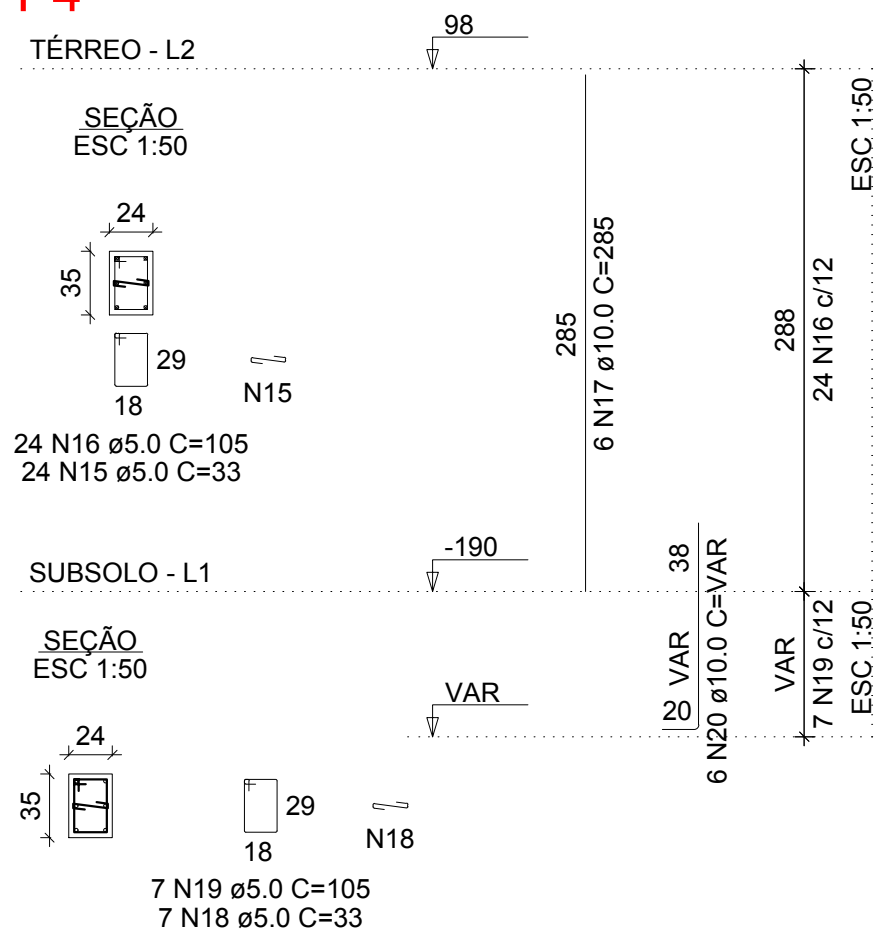 TÉRREO - L2
98
SEÇÃO
ESC 1:50
24
35
29
18
N15
24 N16 ø5.0 C=105
24 N15 ø5.0 C=33
285
6 N17 ø10.0 C=285
288
24 N16 c/12
ESC 1:50
SUBSOLO - L1
-190
SEÇÃO
ESC 1:50
VAR
38
VAR
20
6 N20 ø10.0 C=VAR
VAR
7 N19 c/12
ESC 1:50
24
35
29
18
N18
7 N19 ø5.0 C=105
7 N18 ø5.0 C=33